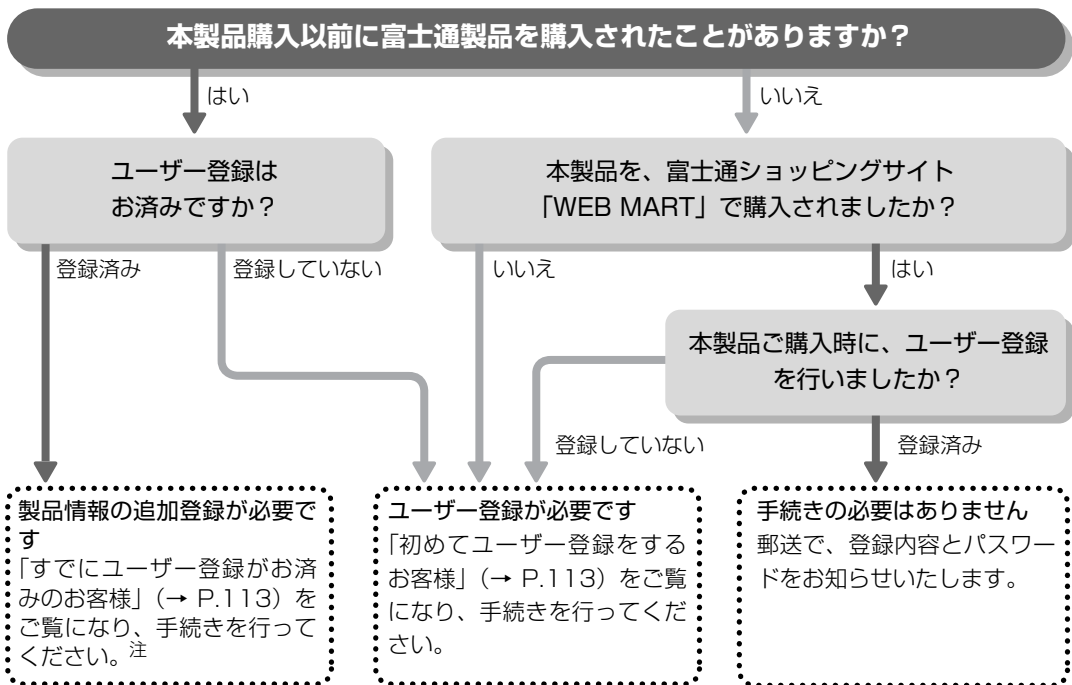 本製品購入以前に富士通製品を購入されたことがありますか？
はい
いいえ
ユーザー登録は
お済みですか？
本製品を、富士通ショッピングサイト
「WEB MART」で購入されましたか？
登録済み
登録していない
いいえ
はい
本製品ご購入時に、ユーザー登録
を行いましたか？
登録していない
登録済み
製品情報の追加登録が必要で
す
「すでにユーザー登録がお済
みのお客様」（→ P.113）を
ご覧になり、手続きを行って
ください。注
ユーザー登録が必要です
「初めてユーザー登録をする
お客様」（→ P.113）をご覧
になり、手続きを行ってくだ
さい。
手続きの必要はありません
郵送で、登録内容とパスワー
ドをお知らせいたします。